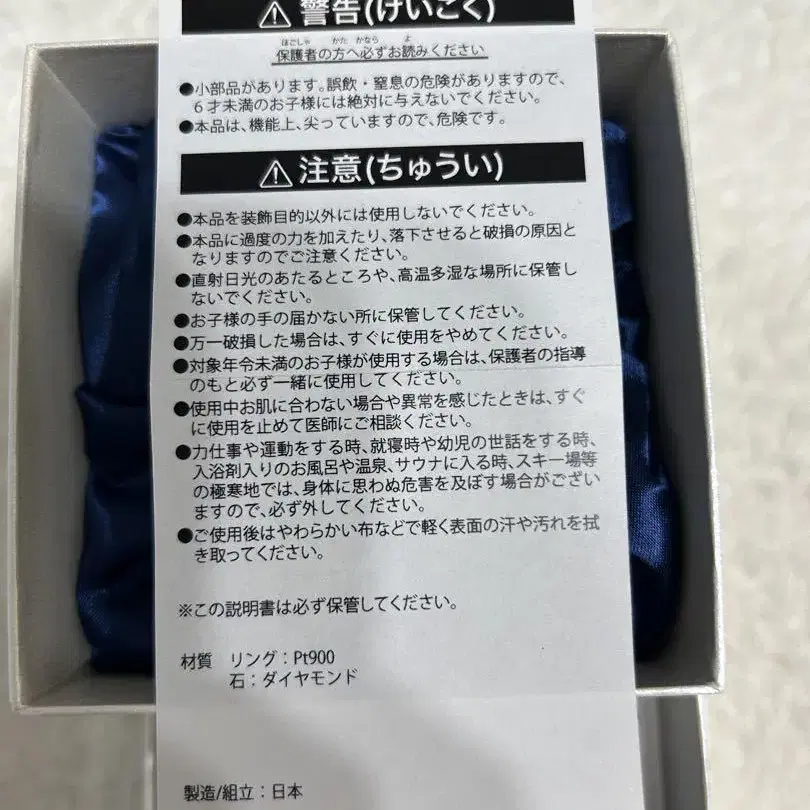 ⚠警告(けいこく)
ほごしゃ かた かなら よ
保護者の方へ必ずお読みください
●小部品があります。誤飲・窒息の危険がありますので、
6才未満のお子様には絶対に与えないでください。
●本品は、機能上、尖っていますので、危険です。
⚠注意(ちゅうい)
●本品を装飾目的以外には使用しないでください。
●本品に過度の力を加えたり、落下させると破損の原因と
なりますのでご注意ください。
●直射日光のあたるところや、高温多湿な場所に保管し
ないでください。
●お子様の手の届かない所に保管してください。
●万一破損した場合は、すぐに使用をやめてください。
●対象年令未満のお子様が使用する場合は、保護者の指導
のもと必ず一緒に使用してください。
●使用中お肌に合わない場合や異常を感じたときは、すぐ
に使用を止めて医師にご相談ください。
●力仕事や運動をする時、就寝時や幼児の世話をする時、
入浴剤入りのお風呂や温泉、サウナに入る時、スキー場等
の極寒地では、身体に思わぬ危害を及ぼす場合がござい
ますので、必ず外してください。
●ご使用後はやわらかい布などで軽く表面の汗や汚れを拭
き取ってください。
※この説明書は必ず保管してください。
材質 リング：Pt900
石：ダイヤモンド
製造/組立：日本